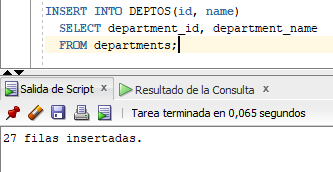 INSERT INTO DEPTOS(id, name)
SELECT department_id, department_name
FROM departments;
Salida de Script × Resultado de la Consulta ×
Tarea terminada en 0,065 segundos
27 filas insertadas.